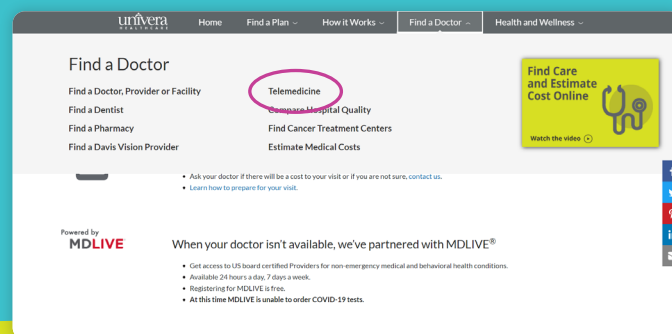 univera
HEALTHCARE
Home Find a Plan How it Works Find a Doctor Health and Wellness
Find a Doctor
Find a Doctor, Provider or Facility
Find a Dentist
Find a Pharmacy
Find a Davis Vision Provider
Telemedicine
Compare Hospital Quality
Find Cancer Treatment Centers
Estimate Medical Costs
Find Care
and Estimate
Cost Online
Watch the video
• Ask your doctor if there will be a cost to your visit or if you are not sure, contact us.
• Learn how to prepare for your visit.
Powered by
MDLIVE
When your doctor isn't available, we've partnered with MDLIVE®
• Get access to US board certified Providers for non-emergency medical and behavioral health conditions.
• Available 24 hours a day, 7 days a week.
• Registering for MDLIVE is free.
• At this time MDLIVE is unable to order COVID-19 tests.